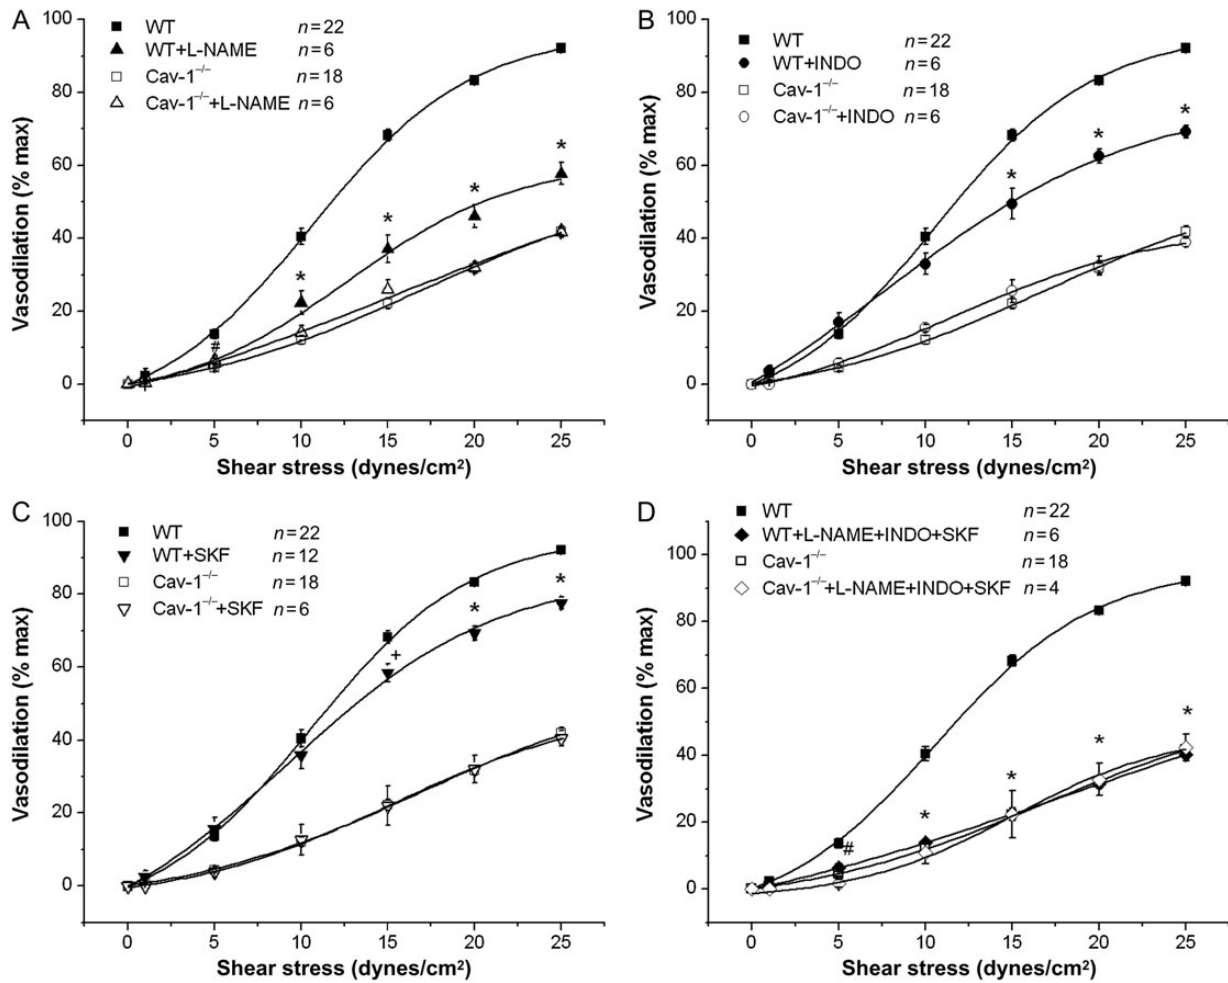 A
WT n=22
WT+L-NAME n=6
Cav-1⁻/⁻ n=18
Cav-1⁻/⁻+L-NAME n=6
Vasodilation (% max)
100
80
60
40
20
0
* * * *
#
0 5 10 15 20 25
Shear stress (dynes/cm²)
B
WT n=22
WT+INDO n=6
Cav-1⁻/⁻ n=18
Cav-1⁻/⁻+INDO n=6
Vasodilation (% max)
100
80
60
40
20
0
* * *
0 5 10 15 20 25
Shear stress (dynes/cm²)
C
WT n=22
WT+SKF n=12
Cav-1⁻/⁻ n=18
Cav-1⁻/⁻+SKF n=6
Vasodilation (% max)
100
80
60
40
20
0
+ * *
0 5 10 15 20 25
Shear stress (dynes/cm²)
D
WT n=22
WT+L-NAME+INDO+SKF n=6
Cav-1⁻/⁻ n=18
Cav-1⁻/⁻+L-NAME+INDO+SKF n=4
Vasodilation (% max)
100
80
60
40
20
0
# * * * *
0 5 10 15 20 25
Shear stress (dynes/cm²)